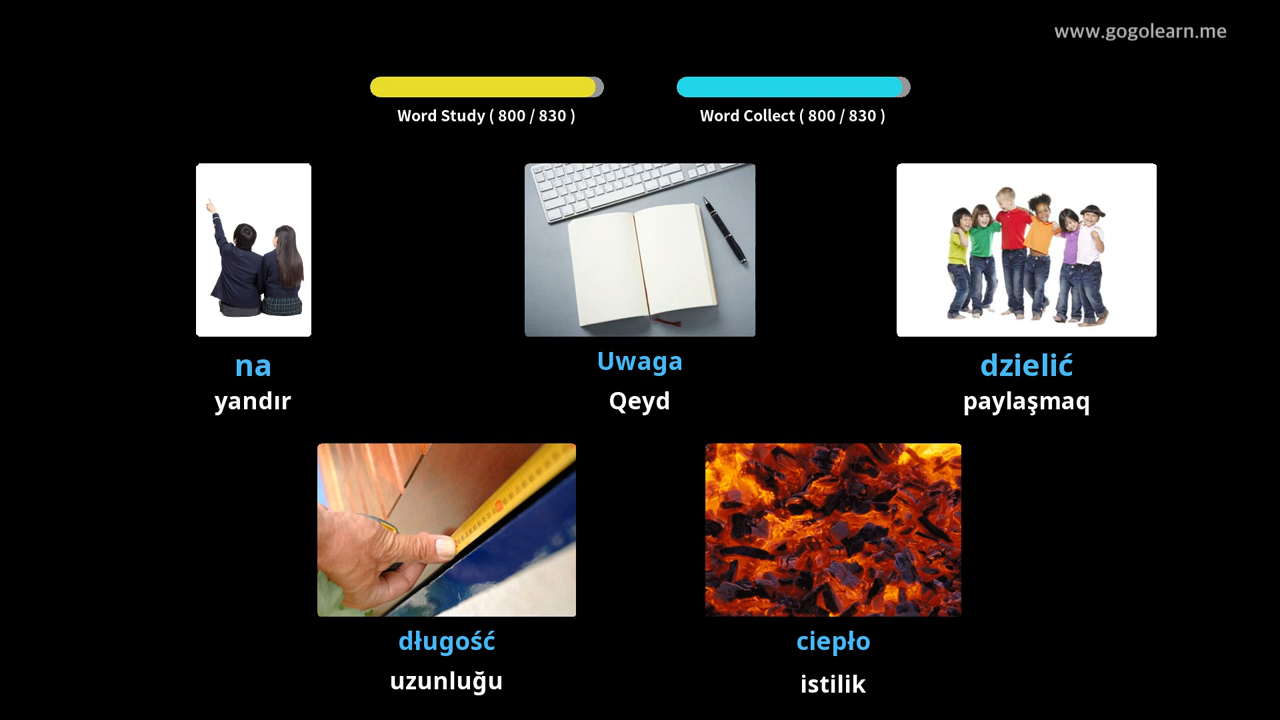 www.gogolearn.me
Word Study ( 800 / 830 )
Word Collect ( 800 / 830 )
na
yandır
Uwaga
Qeyd
dzielić
paylaşmaq
długość
uzunluğu
ciepło
istilik